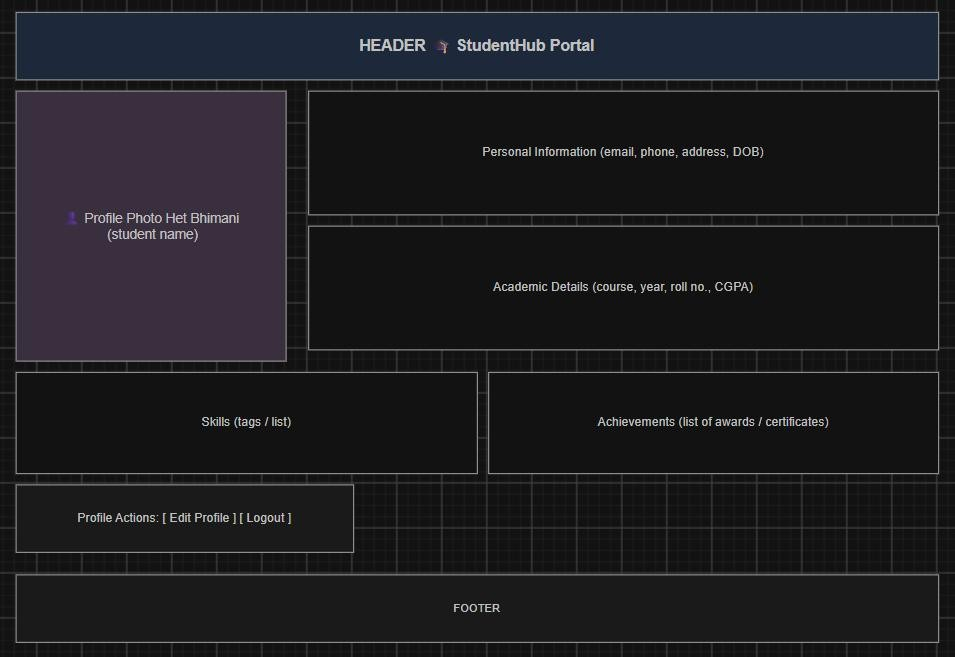 HEADER 🎓 StudentHub Portal
👤 Profile Photo Het Bhimani
(student name)
Personal Information (email, phone, address, DOB)
Academic Details (course, year, roll no., CGPA)
Skills (tags / list)
Achievements (list of awards / certificates)
Profile Actions: [ Edit Profile ] [ Logout ]
FOOTER